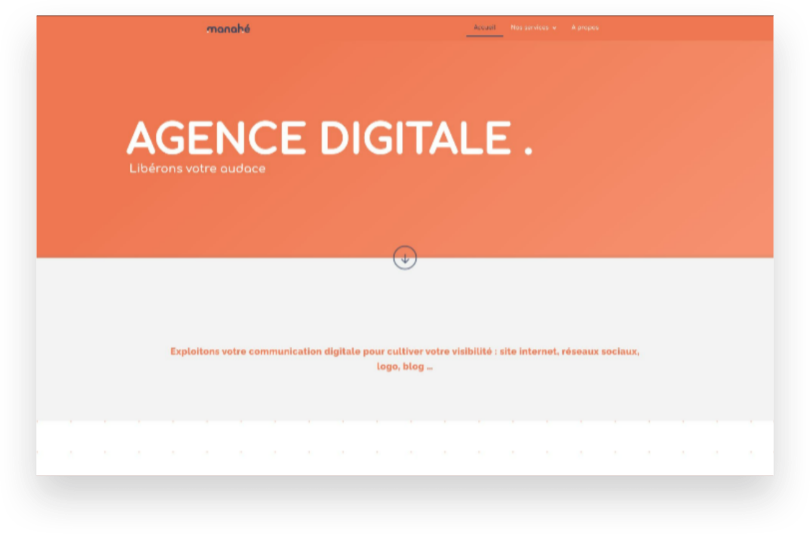 manahé
Accueil Nos services A propos
AGENCE DIGITALE .
Libérons votre audace
Exploitons votre communication digitale pour cultiver votre visibilité : site internet, réseaux sociaux,
logo, blog ...